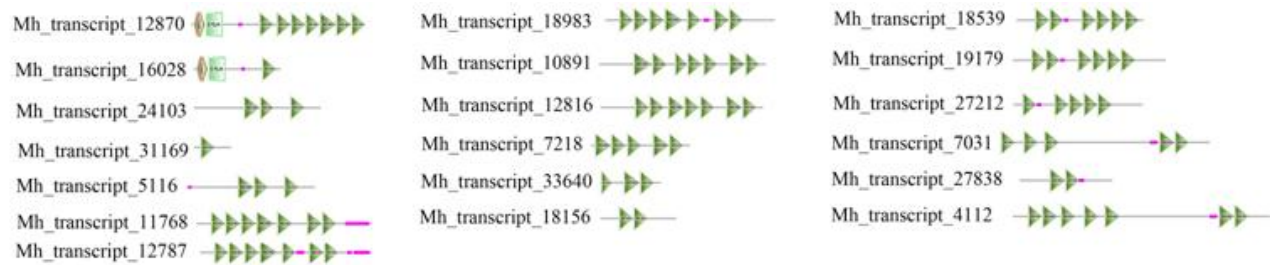 Mh_transcript_12870
Mh_transcript_16028
Mh_transcript_24103
Mh_transcript_31169
Mh_transcript_5116
Mh_transcript_11768
Mh_transcript_12787
Mh_transcript_18983
Mh_transcript_10891
Mh_transcript_12816
Mh_transcript_7218
Mh_transcript_33640
Mh_transcript_18156
Mh_transcript_18539
Mh_transcript_19179
Mh_transcript_27212
Mh_transcript_7031
Mh_transcript_27838
Mh_transcript_4112